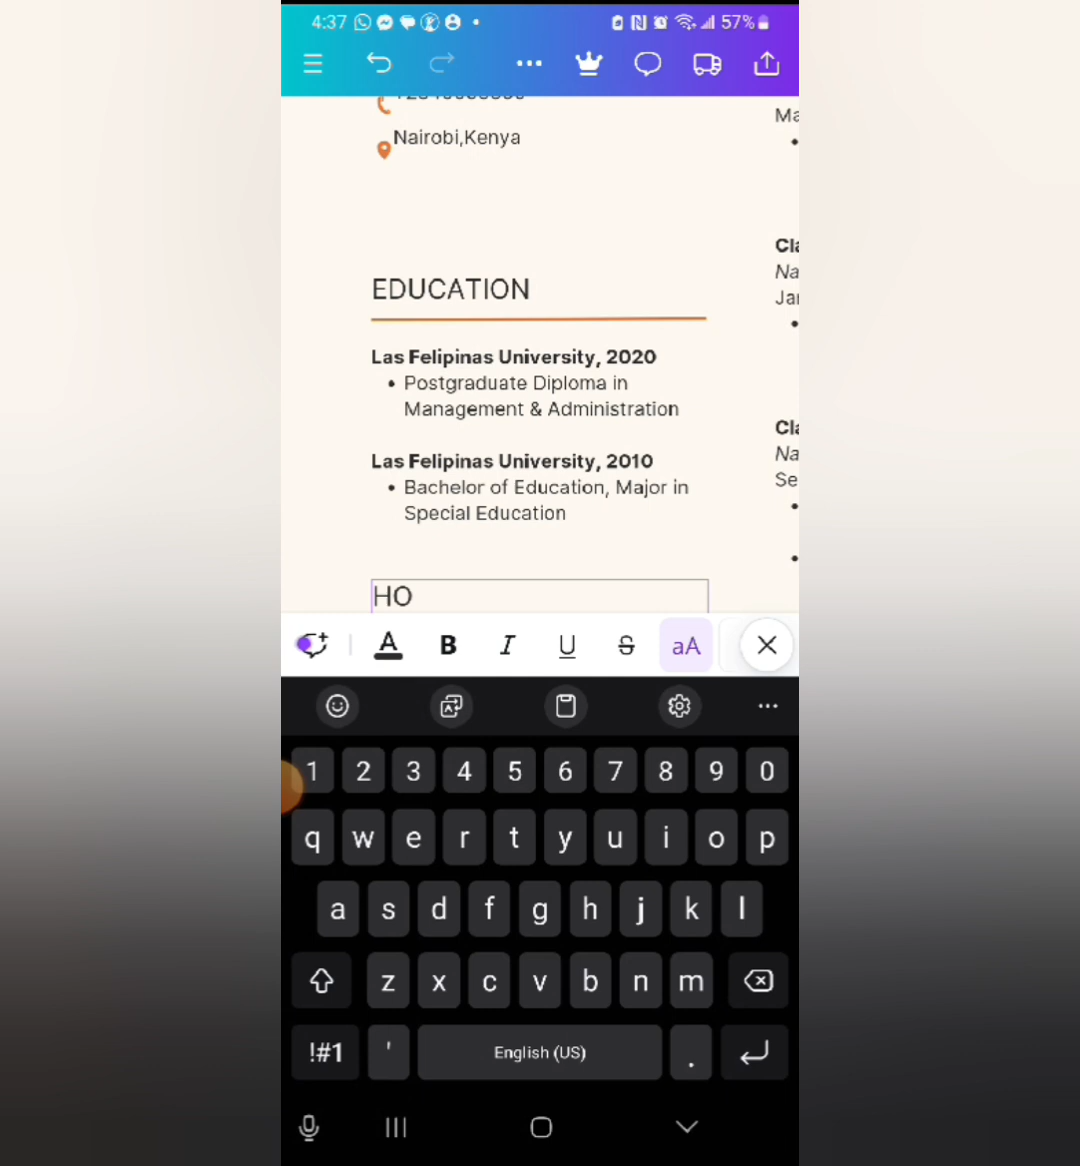 4:37
57%
Nairobi,Kenya
Ma
EDUCATION
Cla
Na
Jar
Las Felipinas University, 2020
• Postgraduate Diploma in
Management & Administration
Cla
Na
Se
Las Felipinas University, 2010
• Bachelor of Education, Major in
Special Education
HO
A B I U S aA
1 2 3 4 5 6 7 8 9 0
q w e r t y u i o p
a s d f g h j k l
z x c v b n m
!#1 ' English (US) .